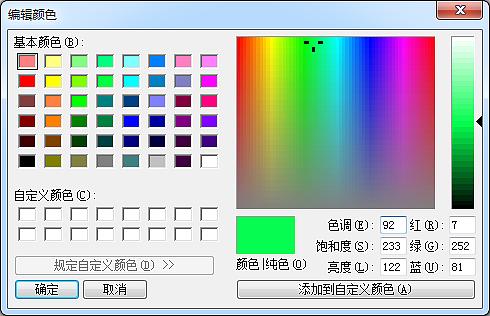 编辑颜色
基本颜色(B):
自定义颜色(C):
规定自定义颜色(D) >>
确定 取消
色调(E): 92 红(R): 7
饱和度(S): 233 绿(G): 252
颜色|纯色(O) 亮度(L): 122 蓝(U): 81
添加到自定义颜色(A)